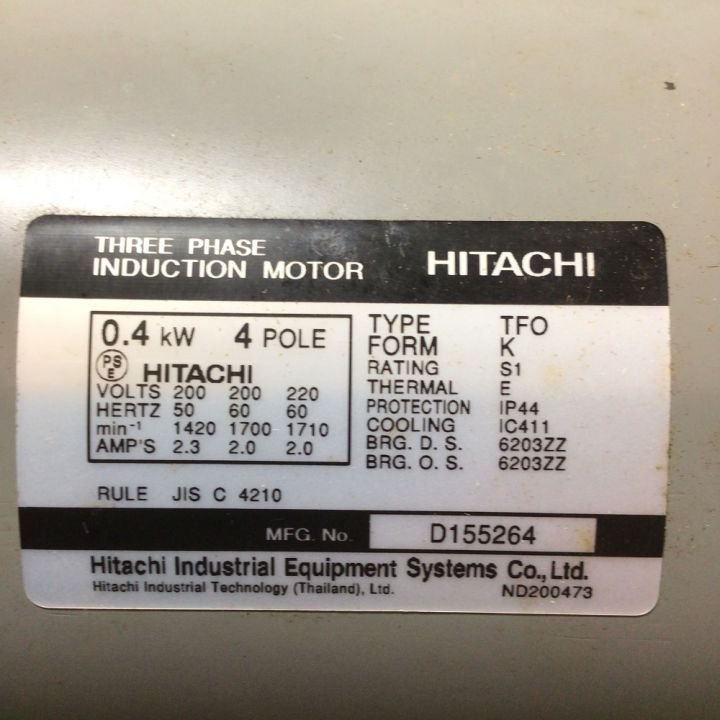 THREE PHASE
INDUCTION MOTOR
HITACHI
0.4 kW 4 POLE
PS E HITACHI
VOLTS 200 200 220
HERTZ 50 60 60
min⁻¹ 1420 1700 1710
AMP'S 2.3 2.0 2.0
TYPE TFO
FORM K
RATING S1
THERMAL E
PROTECTION IP44
COOLING IC411
BRG. D. S. 6203ZZ
BRG. O. S. 6203ZZ
RULE JIS C 4210
MFG. No. D155264
Hitachi Industrial Equipment Systems Co., Ltd.
Hitachi Industrial Technology (Thailand), Ltd. ND200473